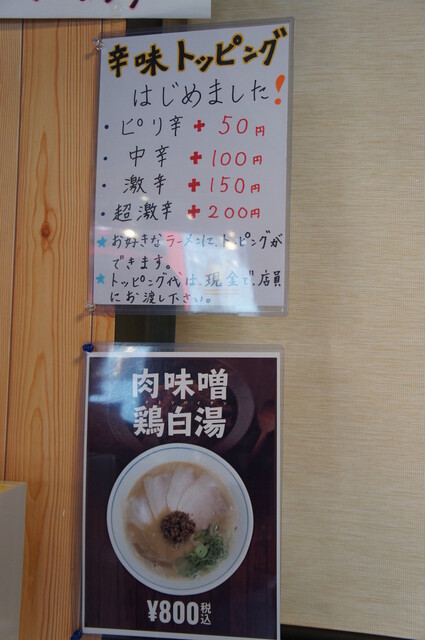 辛味トッピング
はじめました!
・ピリ辛+50円
・中辛+100円
・激辛+150円
・超激辛+200円
★お好きなラーメンに、トッピングが
できます。
★トッピング代は、現金で、店員
にお渡し下さい。
肉味噌
鶏白湯
¥800税込